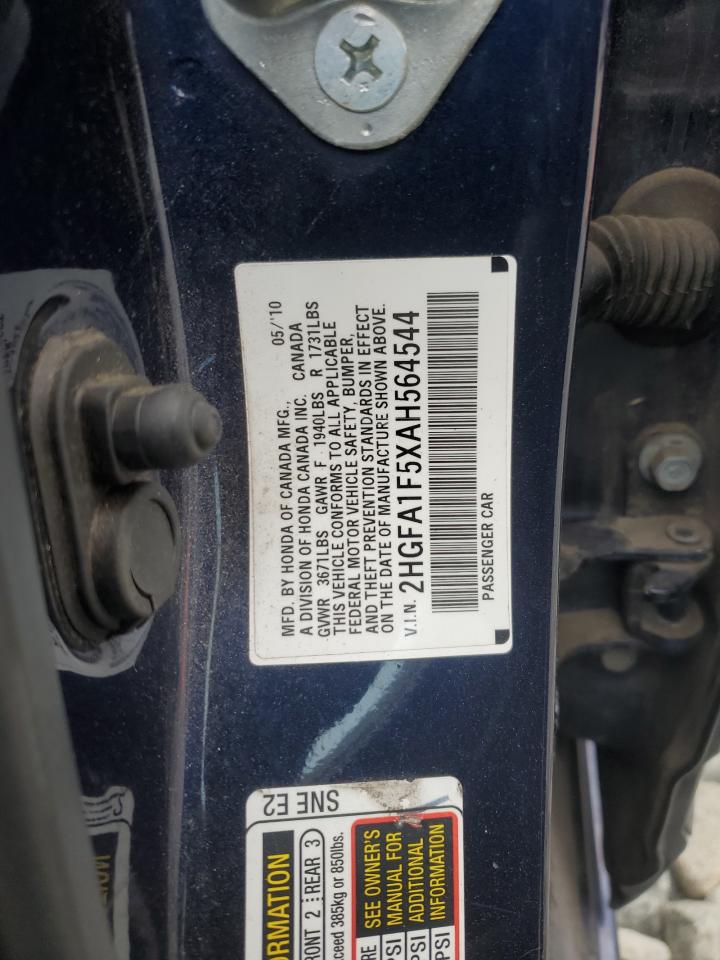 MFD. BY HONDA OF CANADA MFG., 05/'10
A DIVISION OF HONDA CANADA INC. CANADA
GVWR 3671LBS GAWR F 1940LBS R 1731LBS
THIS VEHICLE CONFORMS TO ALL APPLICABLE
FEDERAL MOTOR VEHICLE SAFETY, BUMPER,
AND THEFT PREVENTION STANDARDS IN EFFECT
ON THE DATE OF MANUFACTURE SHOWN ABOVE.
V.I.N. 2HGFA1F5XAH564544
PASSENGER CAR
SNE E2
ORMATION
RONT 2 REAR 3
xceed 385kg or 850lbs.
SEE OWNER'S
MANUAL FOR
ADDITIONAL
INFORMATION
RE
PSI
PSI
PSI